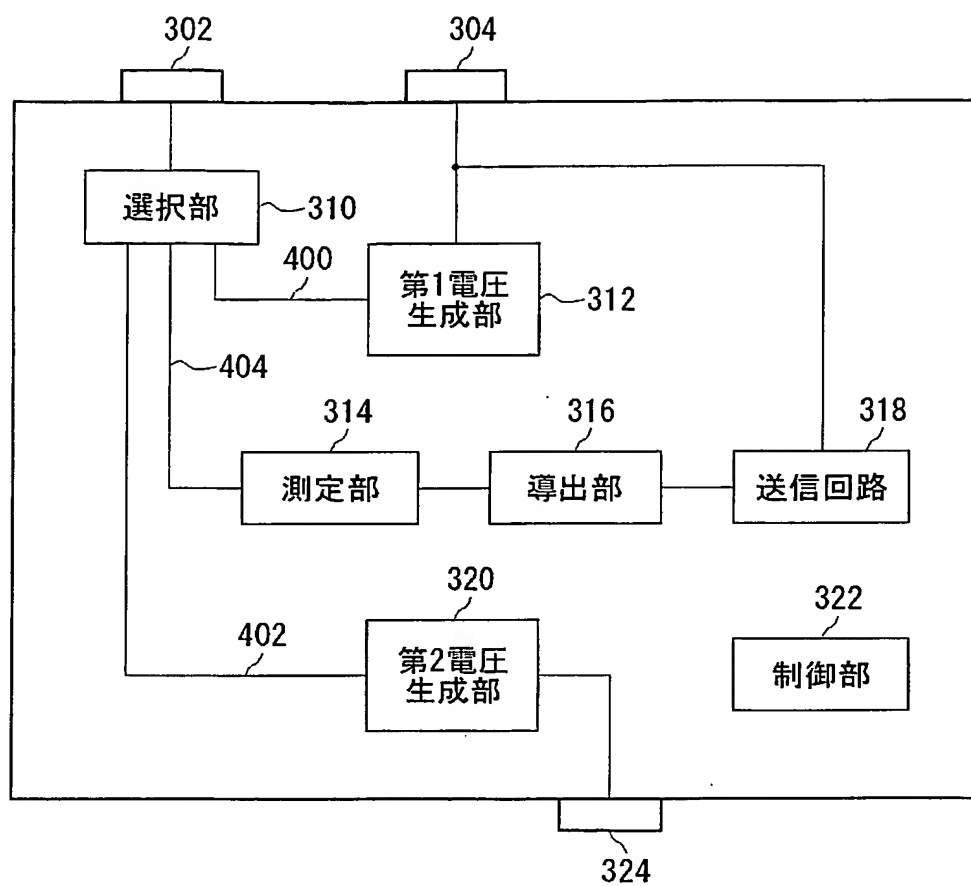 302
304
選択部
310
400
第1電圧
生成部
312
404
314
316
318
測定部
導出部
送信回路
320
322
402
第2電圧
生成部
制御部
324